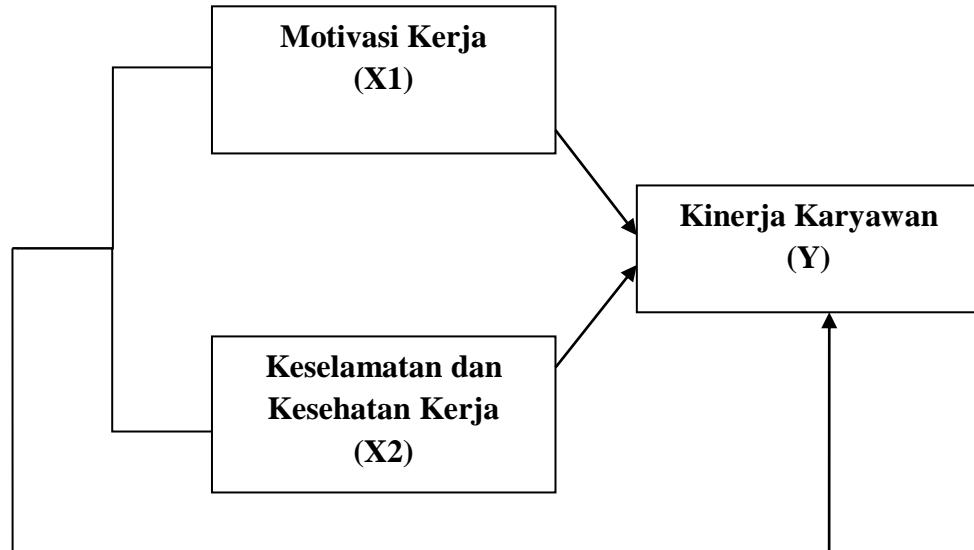 Motivasi Kerja
(X1)
Kinerja Karyawan
(Y)
Keselamatan dan
Kesehatan Kerja
(X2)